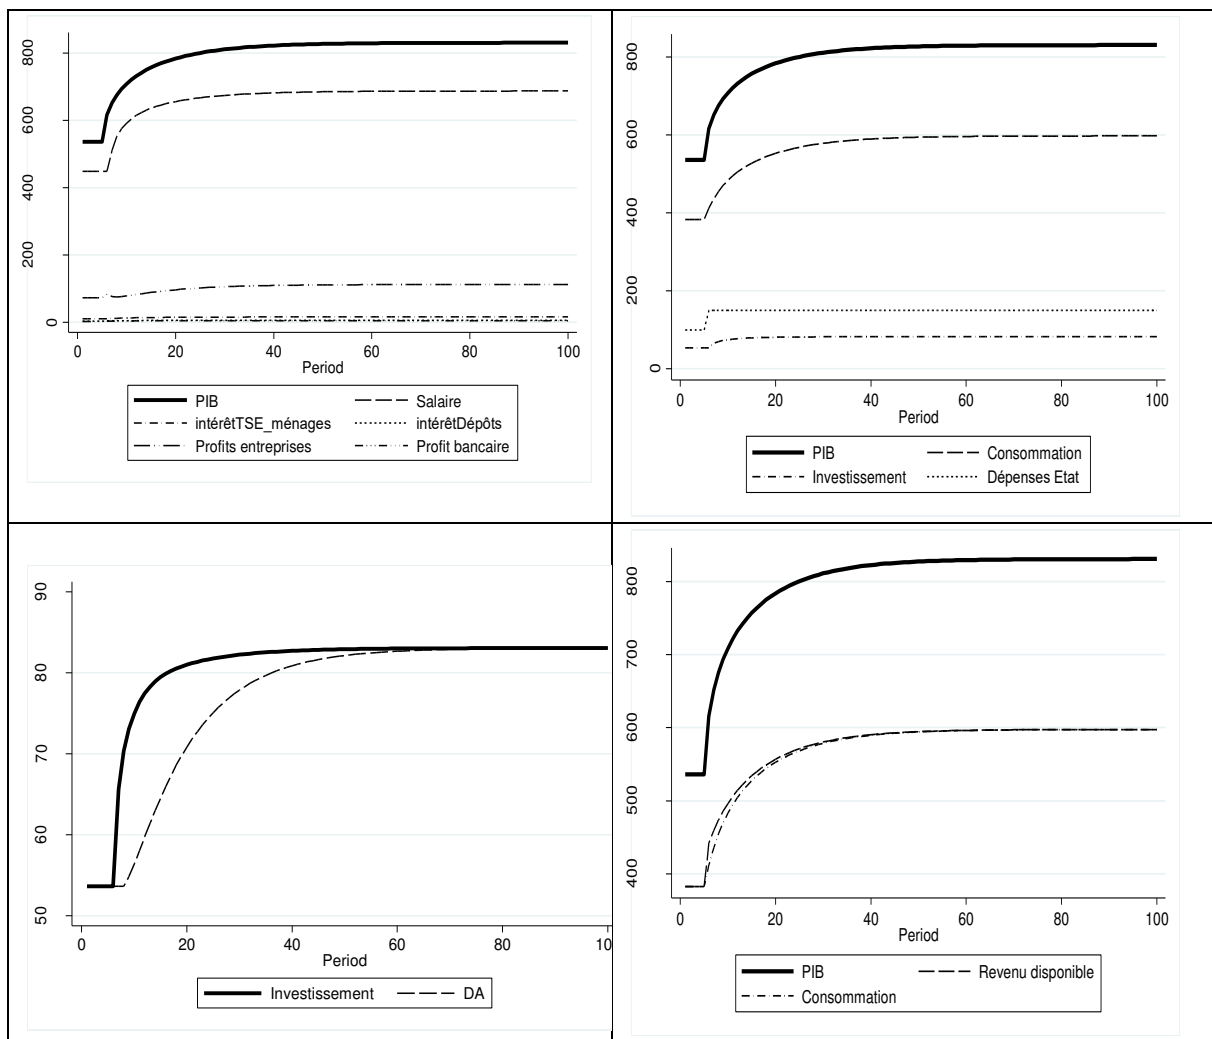 800
600
400
200
0
0 20 40 60 80 100
Period
PIB Salaire
intérêtTSE_ménages intérêtDépôts
Profits entreprises Profit bancaire
800
600
400
200
0
0 20 40 60 80 100
Period
PIB Consommation
Investissement Dépenses Etat
90
80
70
60
50
0 20 40 60 80 10
Period
Investissement DA
800
700
600
500
400
0 20 40 60 80 100
Period
PIB Revenu disponible
Consommation